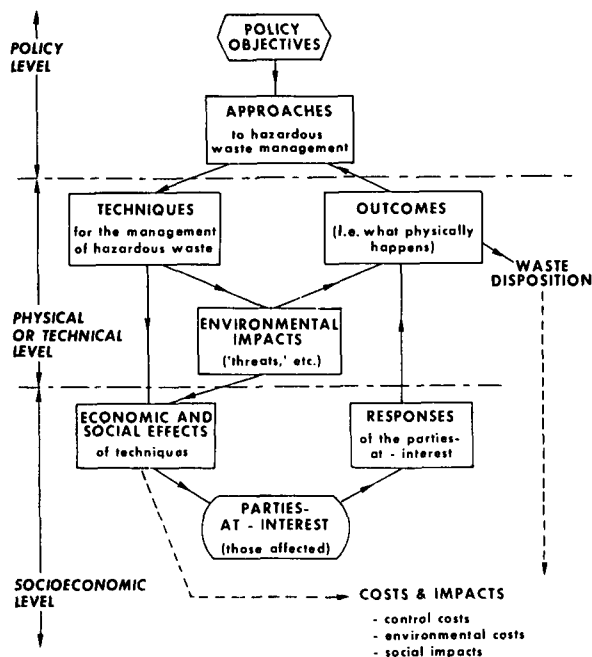 POLICY
OBJECTIVES
POLICY
LEVEL
APPROACHES
to hazardous
waste management
TECHNIQUES
for the management
of hazardous waste
OUTCOMES
(I.e. what physically
happens)
WASTE
DISPOSITION
PHYSICAL
OR TECHNICAL
LEVEL
ENVIRONMENTAL
IMPACTS
('threats,' etc.)
ECONOMIC AND
SOCIAL EFFECTS
of techniques
RESPONSES
of the parties-
at - interest
PARTIES-
AT - INTEREST
(those affected)
SOCIOECONOMIC
LEVEL
COSTS & IMPACTS
- control costs
- environmental costs
- social impacts